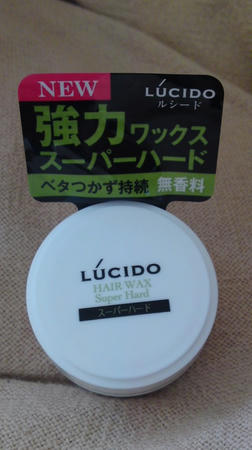 NEW
LÚCIDO
ルシード
強力ワックス
スーパーハード
ベタつかず持続 無香料
LÚCIDO
HAIR WAX
Super Hard
スーパーハード